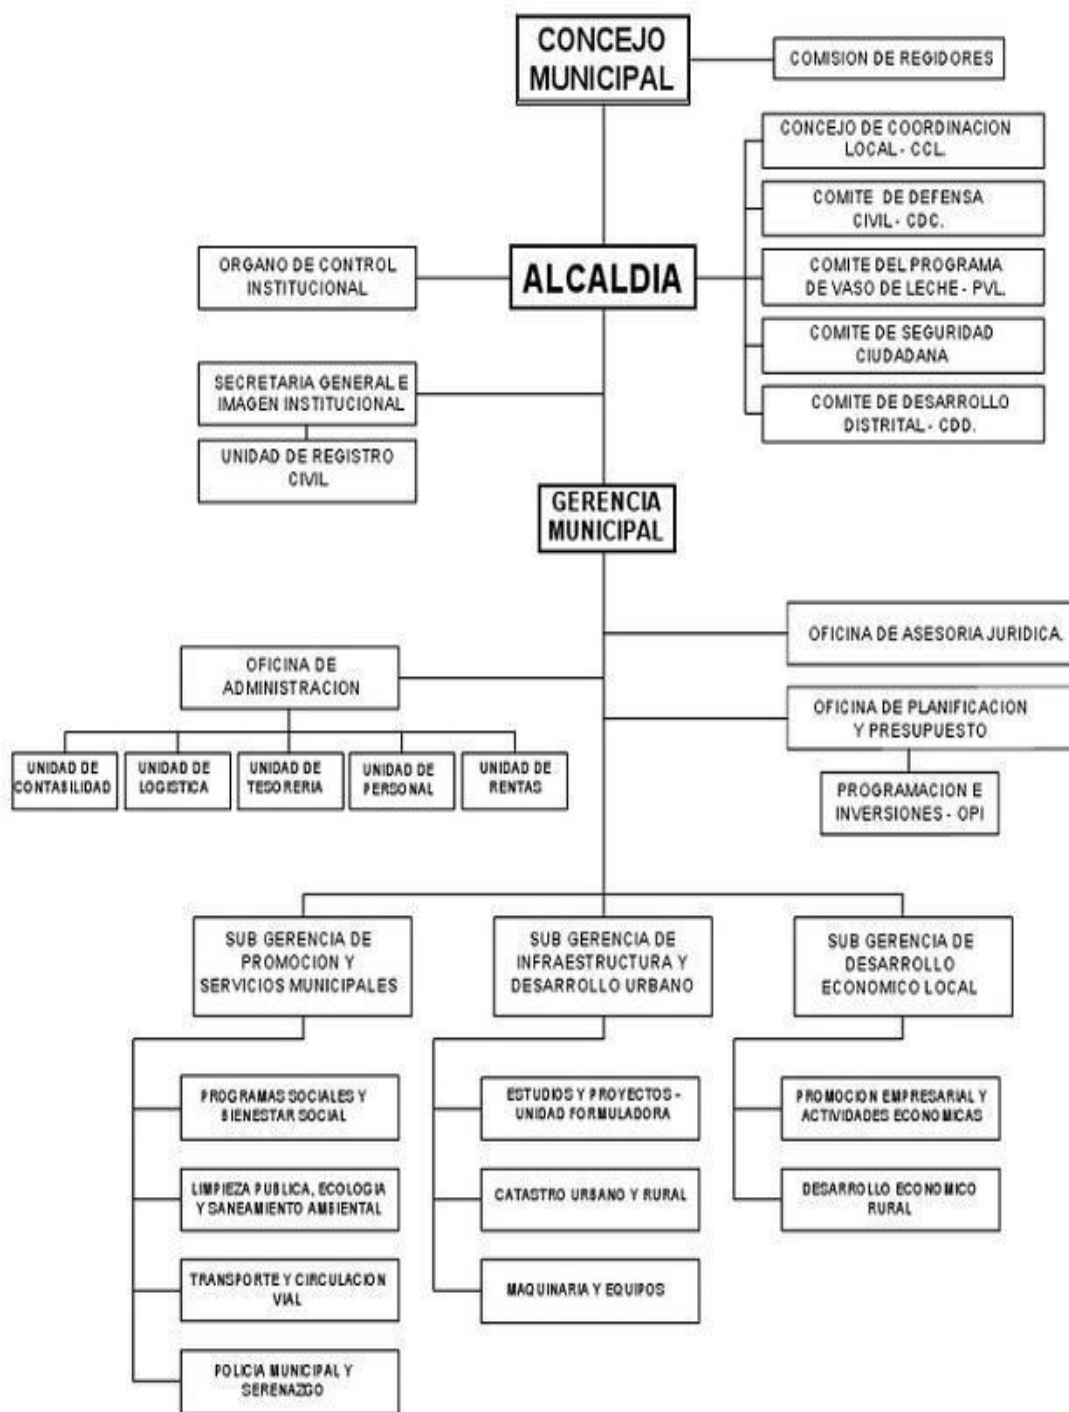 CONCEJO
MUNICIPAL
COMISION DE REGIDORES
CONCEJO DE COORDINACION
LOCAL - CCL.
COMITE DE DEFENSA
CIVIL - CDC.
ORGANO DE CONTROL
INSTITUCIONAL
ALCALDIA
COMITE DEL PROGRAMA
DE VASO DE LECHE - PVL.
COMITE DE SEGURIDAD
CIUDADANA
SECRETARIA GENERAL E
IMAGEN INSTITUCIONAL
COMITE DE DESARROLLO
DISTRITAL - CDD.
UNIDAD DE REGISTRO
CIVIL
GERENCIA
MUNICIPAL
OFICINA DE ASESORIA JURIDICA.
OFICINA DE
ADMINISTRACION
OFICINA DE PLANIFICACION
Y PRESUPUESTO
UNIDAD DE
CONTABILIDAD
UNIDAD DE
LOGISTICA
UNIDAD DE
TESORERIA
UNIDAD DE
PERSONAL
UNIDAD DE
RENTAS
PROGRAMACION E
INVERSIONES - OPI
SUB GERENCIA DE
PROMOCION Y
SERVICIOS MUNICIPALES
SUB GERENCIA DE
INFRAESTRUCTURA Y
DESARROLLO URBANO
SUB GERENCIA DE
DESARROLLO
ECONOMICO LOCAL
PROGRAMAS SOCIALES Y
BIENESTAR SOCIAL
ESTUDIOS Y PROYECTOS -
UNIDAD FORMULADORA
PROMOCION EMPRESARIAL Y
ACTIVIDADES ECONOMICAS
LIMPIEZA PUBLICA, ECOLOGIA
Y SANEAMIENTO AMBIENTAL
CATASTRO URBANO Y RURAL
DESARROLLO ECONOMICO
RURAL
TRANSPORTE Y CIRCULACION
VIAL
MAQUINARIA Y EQUIPOS
POLICIA MUNICIPAL Y
SERENAZGO